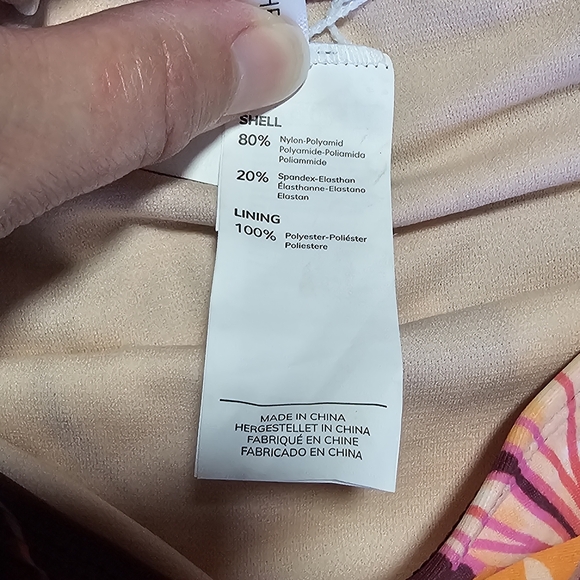 SHELL
80% Nylon-Polyamid
Polyamide-Poliamida
Poliammide
20% Spandex-Elasthan
Élasthanne-Elastano
Elastan
LINING
100% Polyester-Poliéster
Poliestere
MADE IN CHINA
HERGESTELLET IN CHINA
FABRIQUÉ EN CHINE
FABRICADO EN CHINA